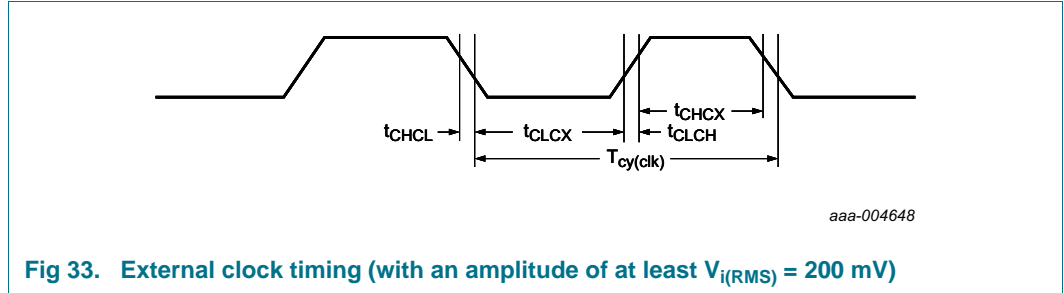 tCHCX
tCHCL tCLCX tCLCH
Tcy(clk)
aaa-004648
Fig 33. External clock timing (with an amplitude of at least Vi(RMS) = 200 mV)